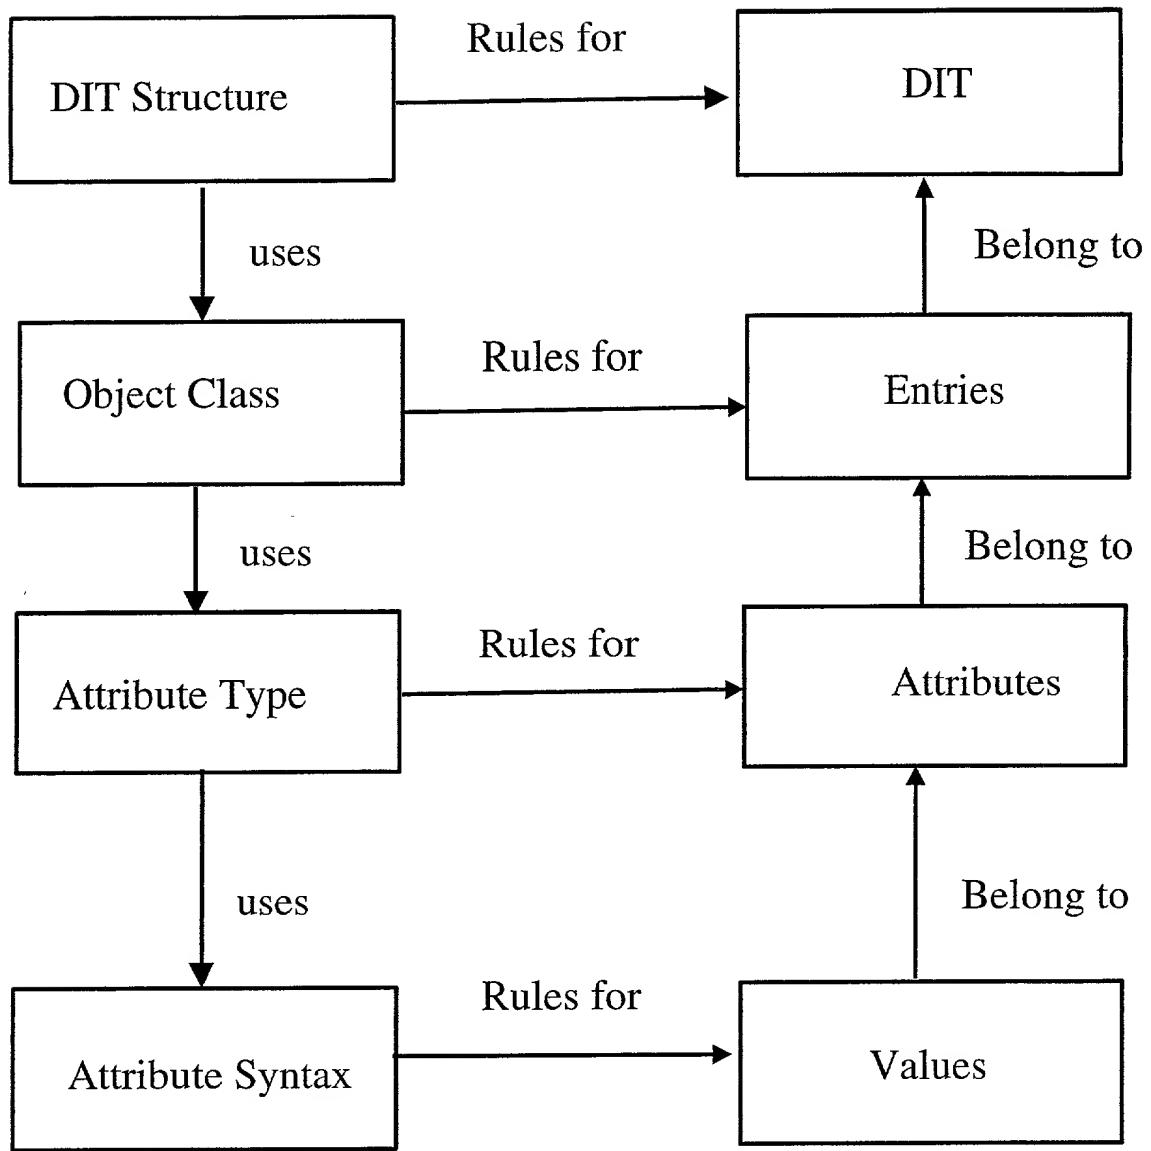 Rules for
DIT Structure
DIT
uses
Belong to
Rules for
Object Class
Entries
uses
Belong to
Rules for
Attribute Type
Attributes
uses
Belong to
Rules for
Attribute Syntax
Values